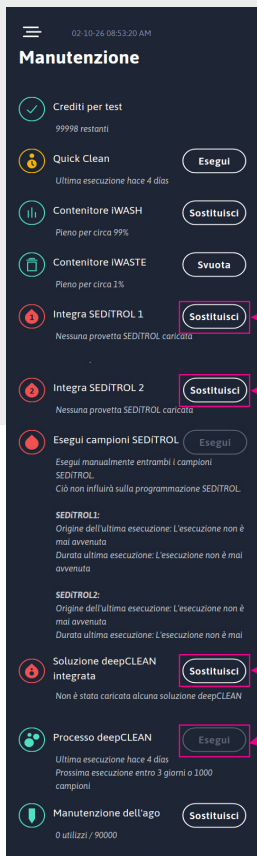 02-10-26 08:53:20 AM
Manutenzione
Crediti per test
99998 restanti
Quick Clean
Esegui
Ultima esecuzione hace 4 días
Contenitore iWASH
Sostituisci
Pieno per circa 99%
Contenitore iWASTE
Svuota
Pieno per circa 1%
1
Integra SEDiTROL 1
Sostituisci
Nessuna provetta SEDiTROL caricata
.
2
Integra SEDiTROL 2
Sostituisci
Nessuna provetta SEDiTROL caricata
Esegui campioni SEDiTROL
Esegui
Esegui manualmente entrambi i campioni
SEDiTROL.
Ciò non influirà sulla programmazione SEDiTROL.
SEDiTROL1:
Origine dell'ultima esecuzione: L'esecuzione non è
mai avvenuta
Durata ultima esecuzione: L'esecuzione non è mai
avvenuta
SEDiTROL2:
Origine dell'ultima esecuzione: L'esecuzione non è
mai avvenuta
Durata ultima esecuzione: L'esecuzione non è mai
Soluzione deepCLEAN
integrata
Sostituisci
Non è stata caricata alcuna soluzione deepCLEAN
Processo deepCLEAN
Esegui
Ultima esecuzione hace 4 días
Prossima esecuzione entro 3 giorni o 1000
campioni
Manutenzione dell'ago
Sostituisci
0 utilizzi / 90000